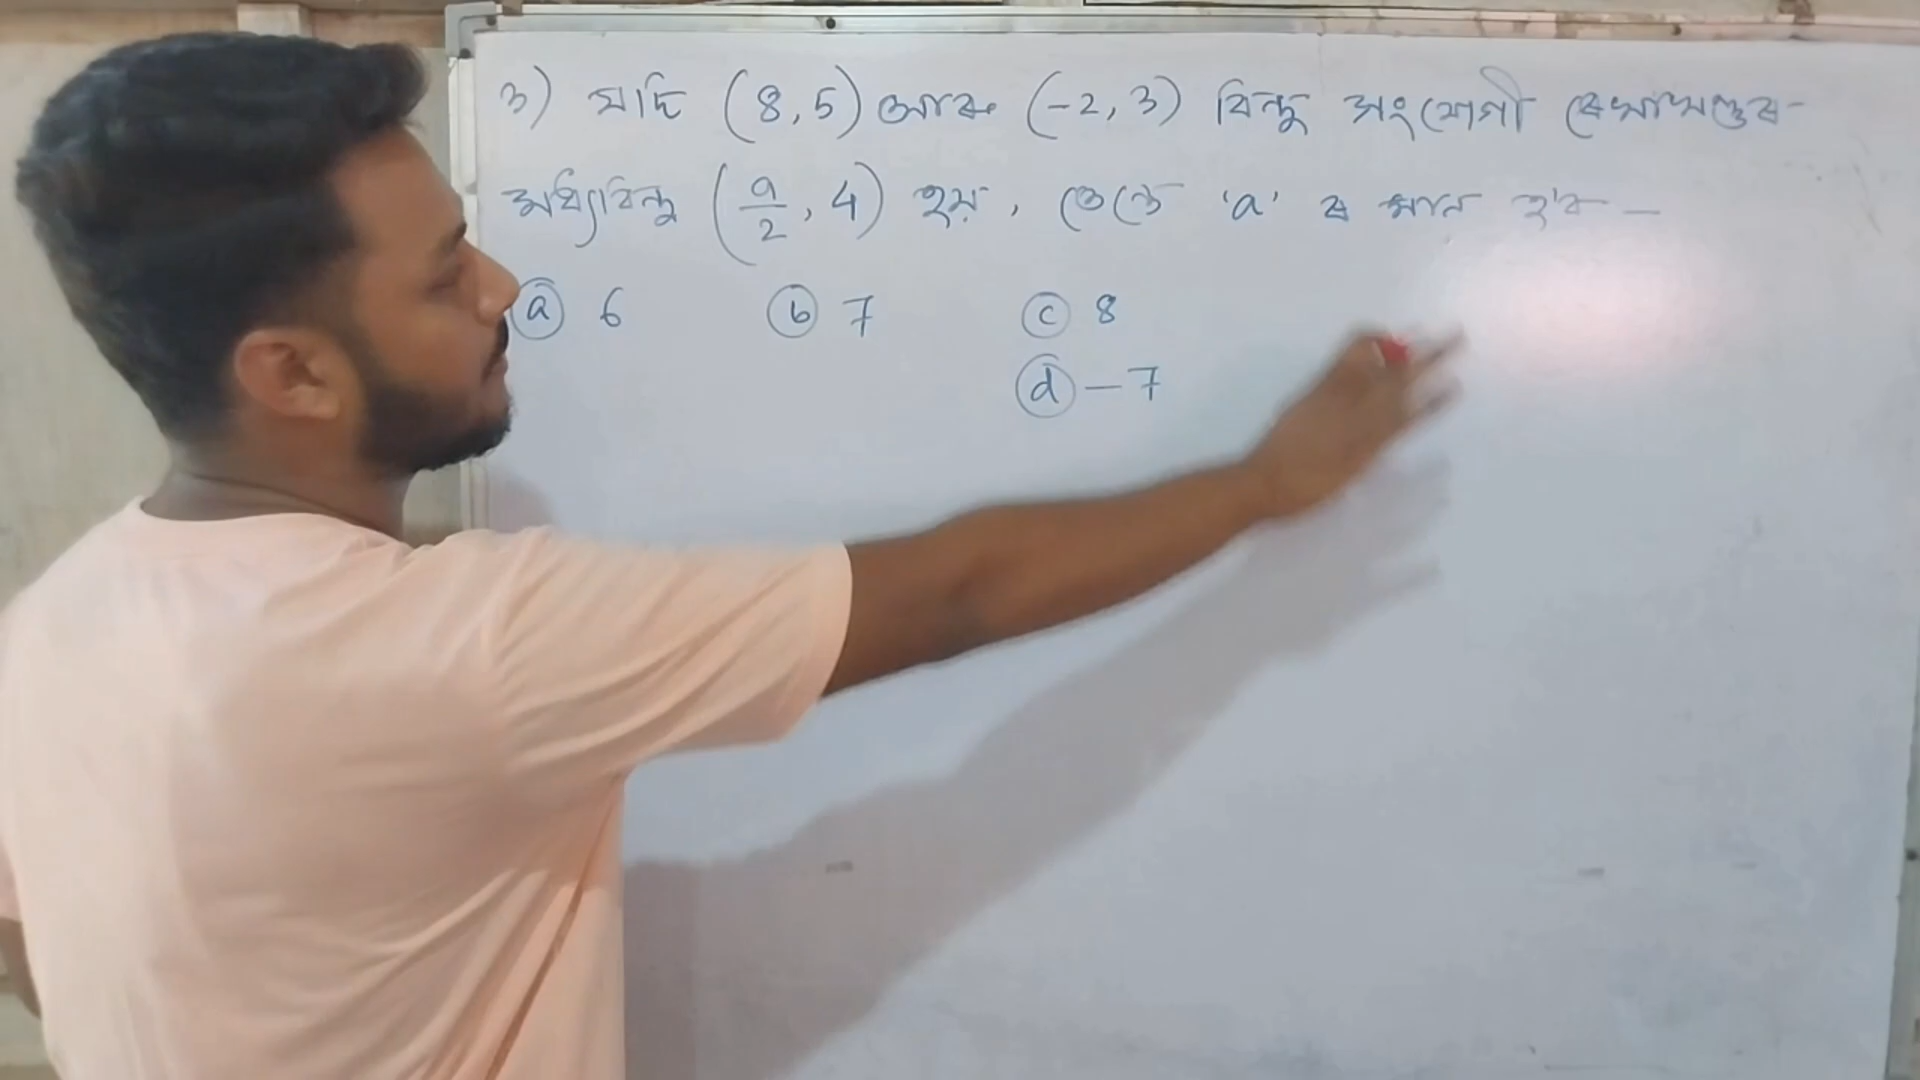 3) যদি (8, 5) আৰু (-2, 3) বিন্দু সংযোগী ৰেখাখণ্ডৰ
মধ্যবিন্দু (a/2, 4) হয়, তেন্তে 'a' ৰ মান হ'ব —
ⓐ 6 ⓑ 7 ⓒ 8
ⓓ – 7